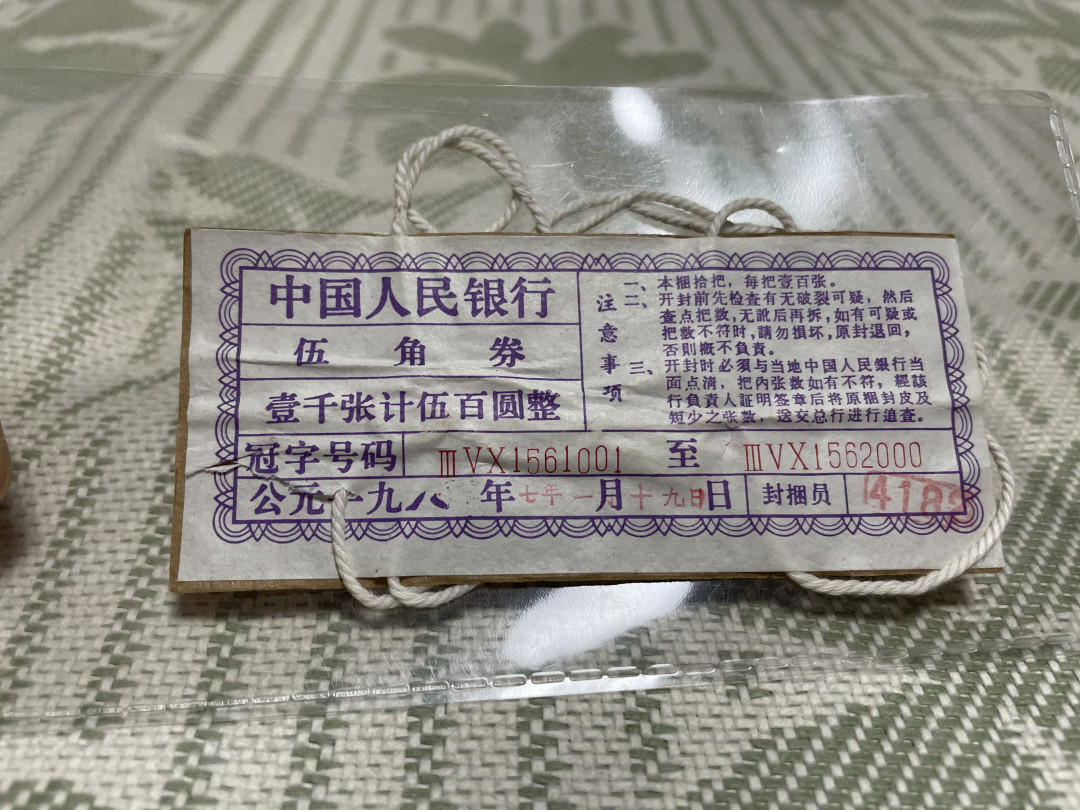 中国人民银行
伍角券
壹千张计伍百圆整
注意事项
一、本捆拾把，每把壹百张。
二、开封前先检查有无破裂可疑，然后
查点把数，无訛后再拆，如有可疑或
把数不符时，請勿損坏，原封退回，
否則概不負責。
三、开封时必須与当地中国人民銀行当
面点满，把内张数如有不符，經該
行負責人証明签章后将原捆封皮及
短少之张数，送交总行进行追查。
冠字号码 ⅢVX1561001 至 ⅢVX1562000
公元一九八 年七年一月十九日日 封捆员